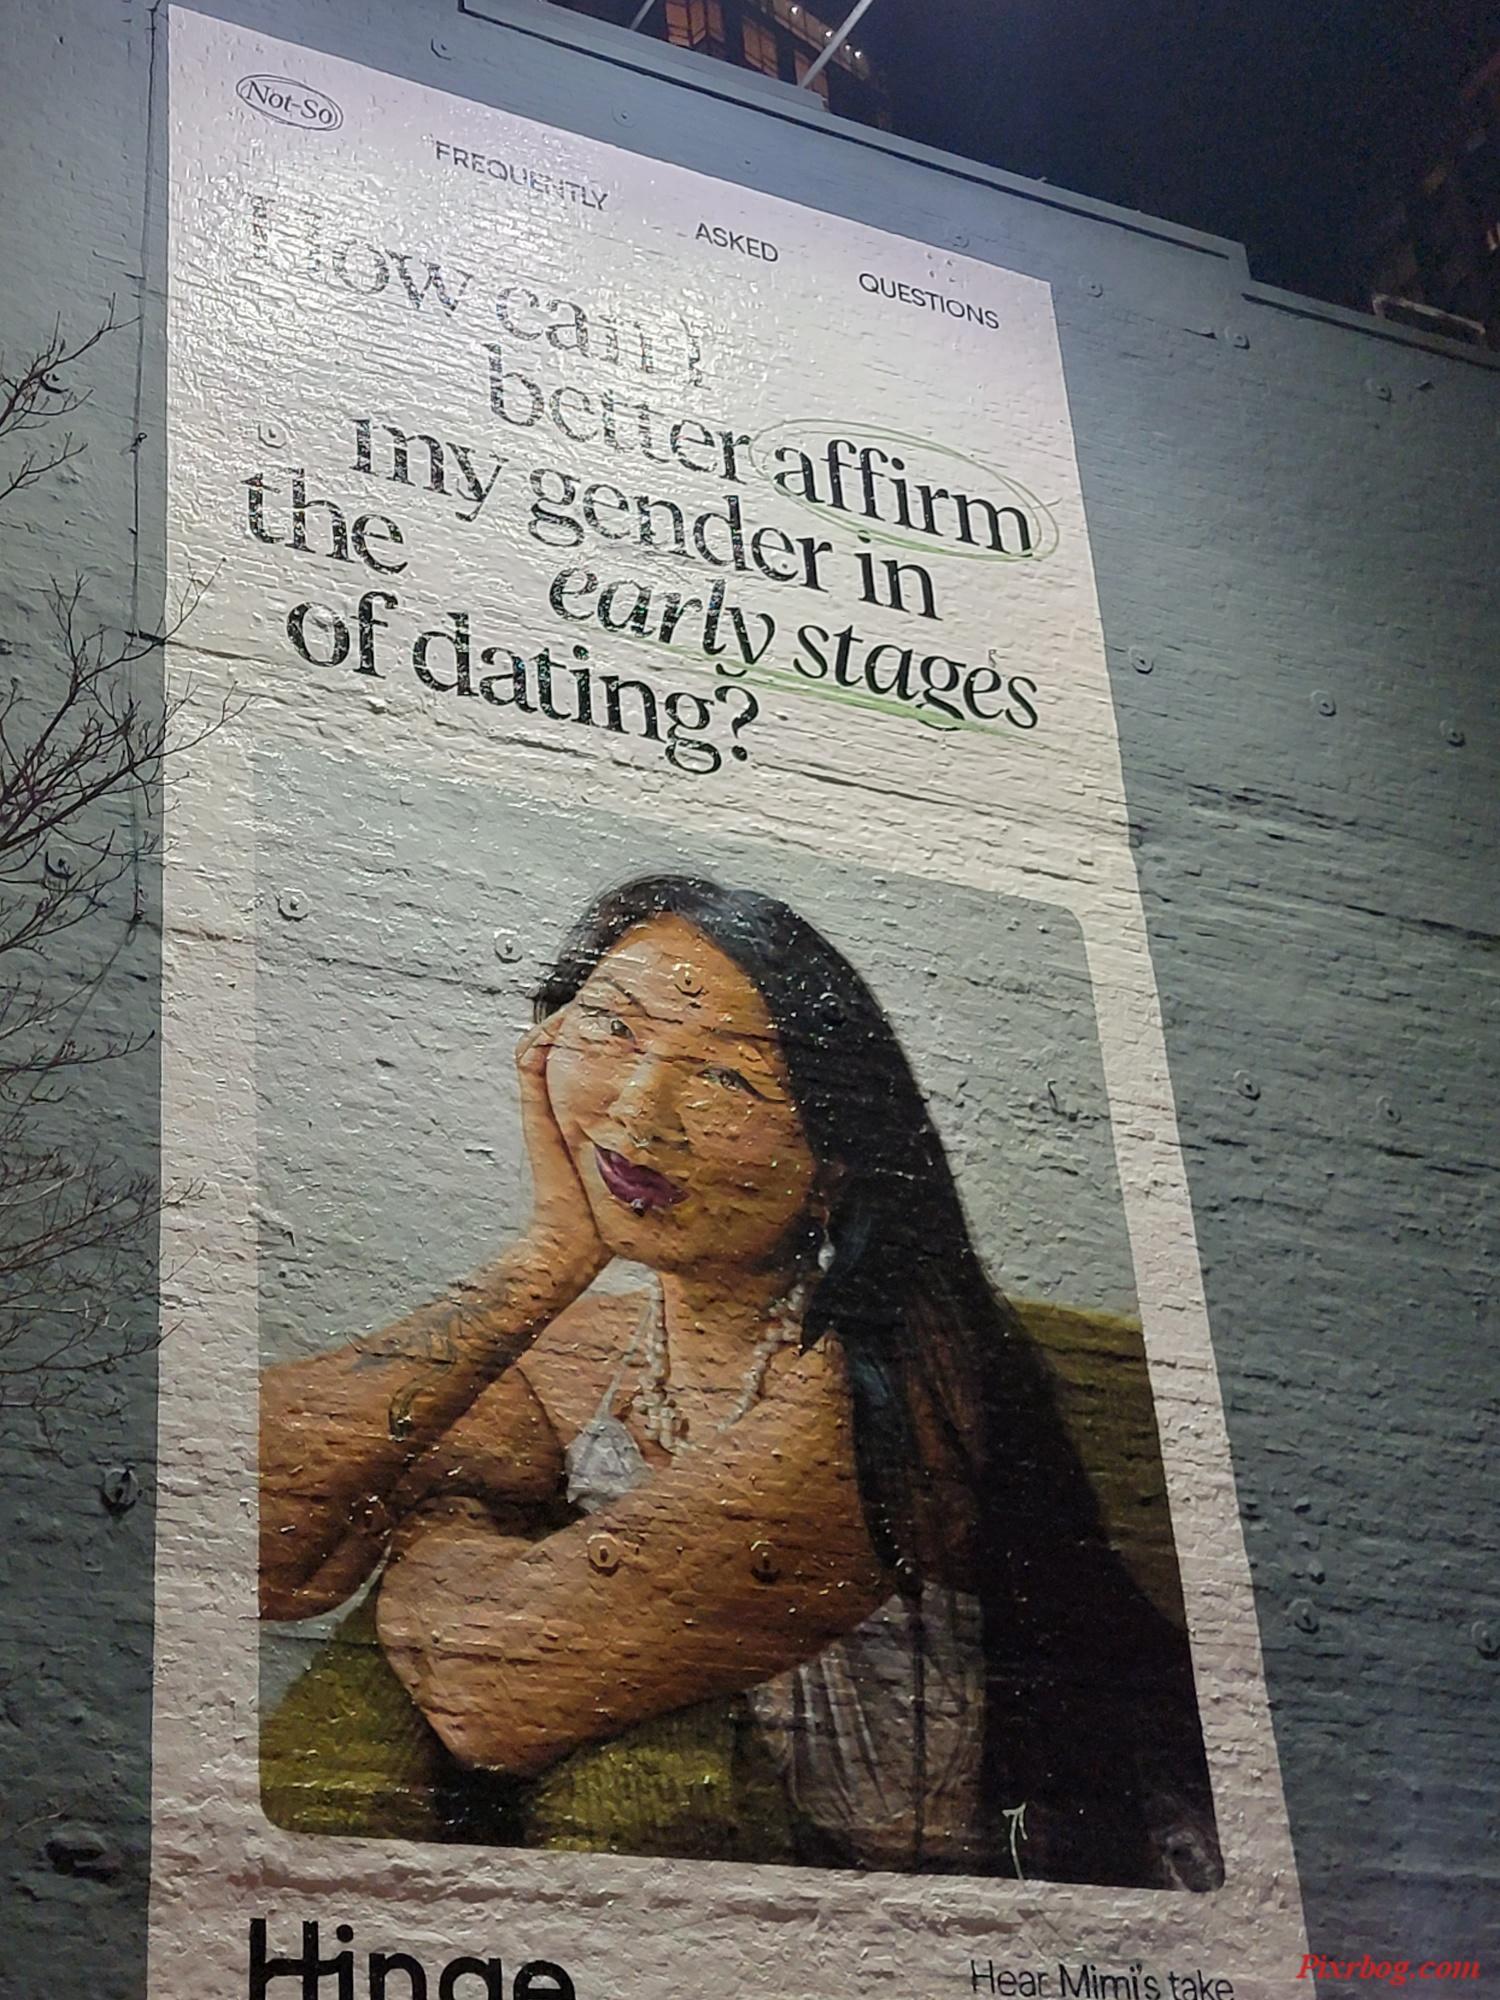 Not-So FREQUENTLY ASKED QUESTIONS
How can I
better affirm
my gender in
the early stages
of dating?
Hinge
Hear Mimi's take
Pixrbog.com